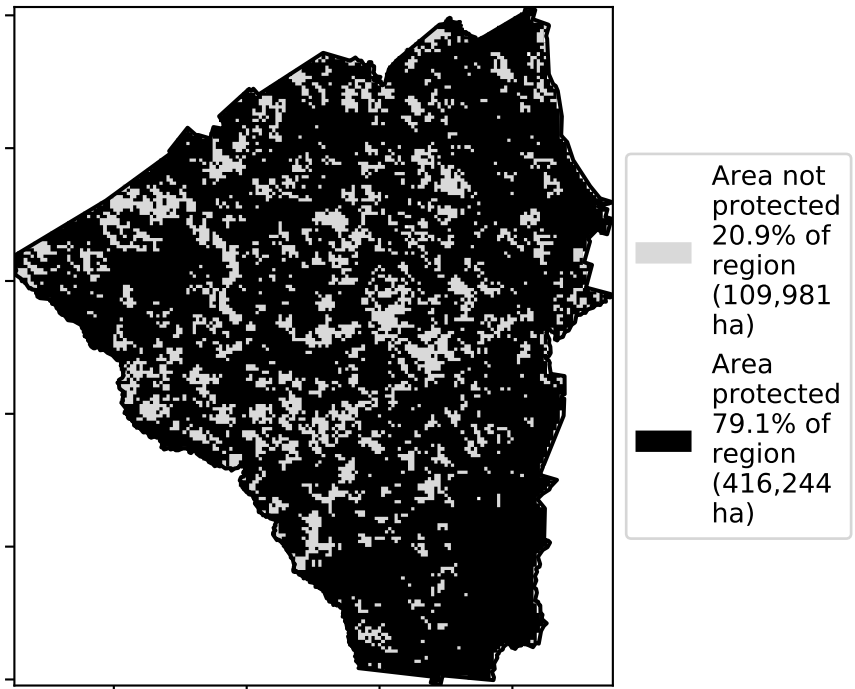 Area not
protected
20.9% of
region
(109,981
ha)
Area
protected
79.1% of
region
(416,244
ha)